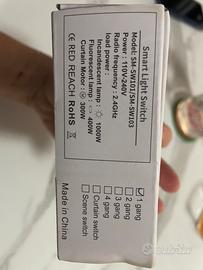 Smart Light Switch
Model: SM-SW101/SM-SW103
Power : 110V-240V
Radio frequency : 2.4GHz
load power :
Incandescent lamp : 1000W
Fluorescent lamp : 400W
Curtain Motor : 300W
CE RED REACH RoHS
Made in China
1 gang
2 gang
3 gang
4 gang
Curtain switch
Scene switch
subito